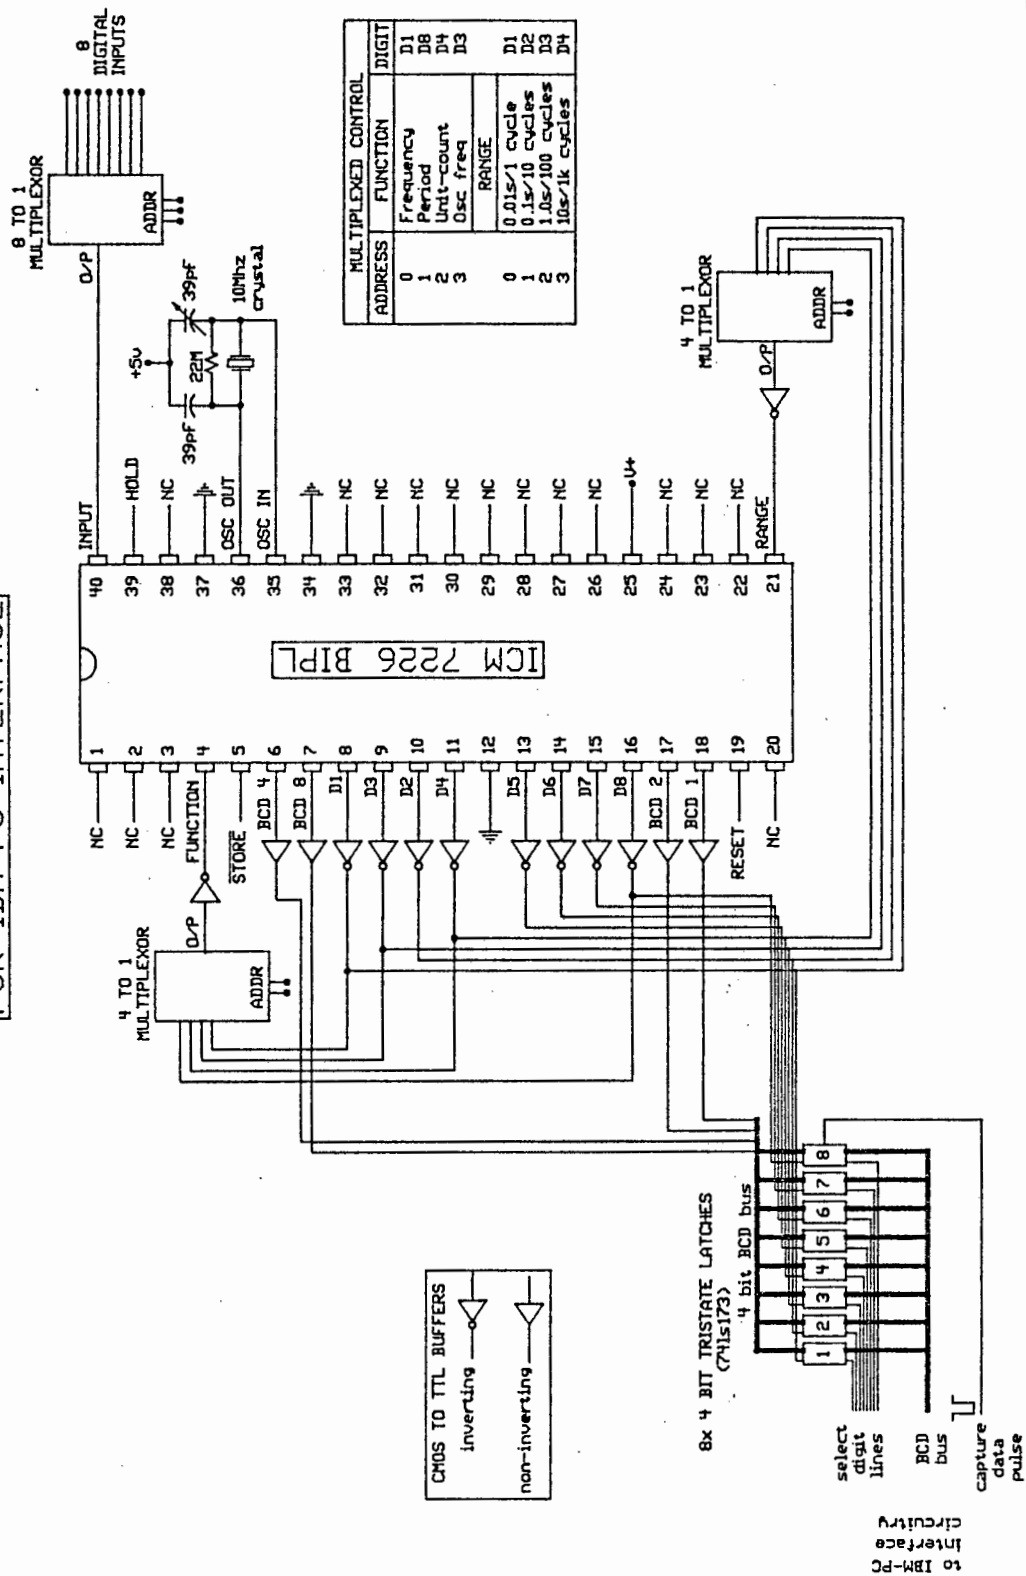 8
DIGITAL
INPUTS
8 TO 1
MULTIPLEXOR
O/P
ADDR
MULTIPLEXED CONTROL
ADDRESS FUNCTION DIGIT
0 Frequency D1
1 Period D8
2 Unit-count D4
3 Osc freq D3
RANGE
0 0.01s/1 cycle D1
1 0.1s/10 cycles D2
2 1.0s/100 cycles D3
3 10s/1k cycles D4
+5v
39pf
39pf
22M
10Mhz
crystal
4 TO 1
MULTIPLEXOR
O/P
ADDR
INPUT
HOLD
NC
OSC OUT
OSC IN
NC
NC
NC
NC
NC
NC
NC
NC
V+
NC
NC
NC
RANGE
40
39
38
37
36
35
34
33
32
31
30
29
28
27
26
25
24
23
22
21
ICM 7226 BIPL
1
2
3
4
5
6
7
8
9
10
11
12
13
14
15
16
17
18
19
20
NC
NC
NC
FUNCTION
STORE
BCD 4
BCD 8
D1
D3
D2
D4
D5
D6
D7
D8
BCD 2
BCD 1
RESET
NC
4 TO 1
MULTIPLEXOR
O/P
ADDR
CMOS TO TTL BUFFERS
inverting
non-inverting
8x 4 BIT TRISTATE LATCHES
(74ls173)
4 bit BCD bus
1
2
3
4
5
6
7
8
select
digit
lines
BCD
bus
capture
data
pulse
to IBM-PC
interface
circuitry